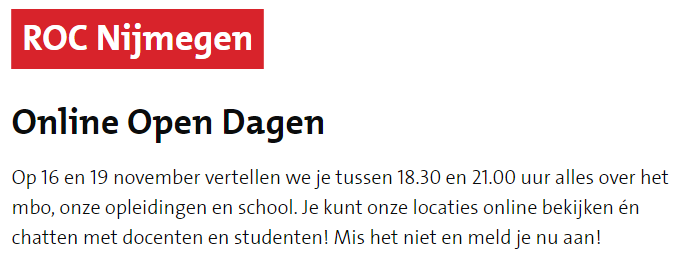 ROC Nijmegen
Online Open Dagen
Op 16 en 19 november vertellen we je tussen 18.30 en 21.00 uur alles over het
mbo, onze opleidingen en school. Je kunt onze locaties online bekijken én
chatten met docenten en studenten! Mis het niet en meld je nu aan!